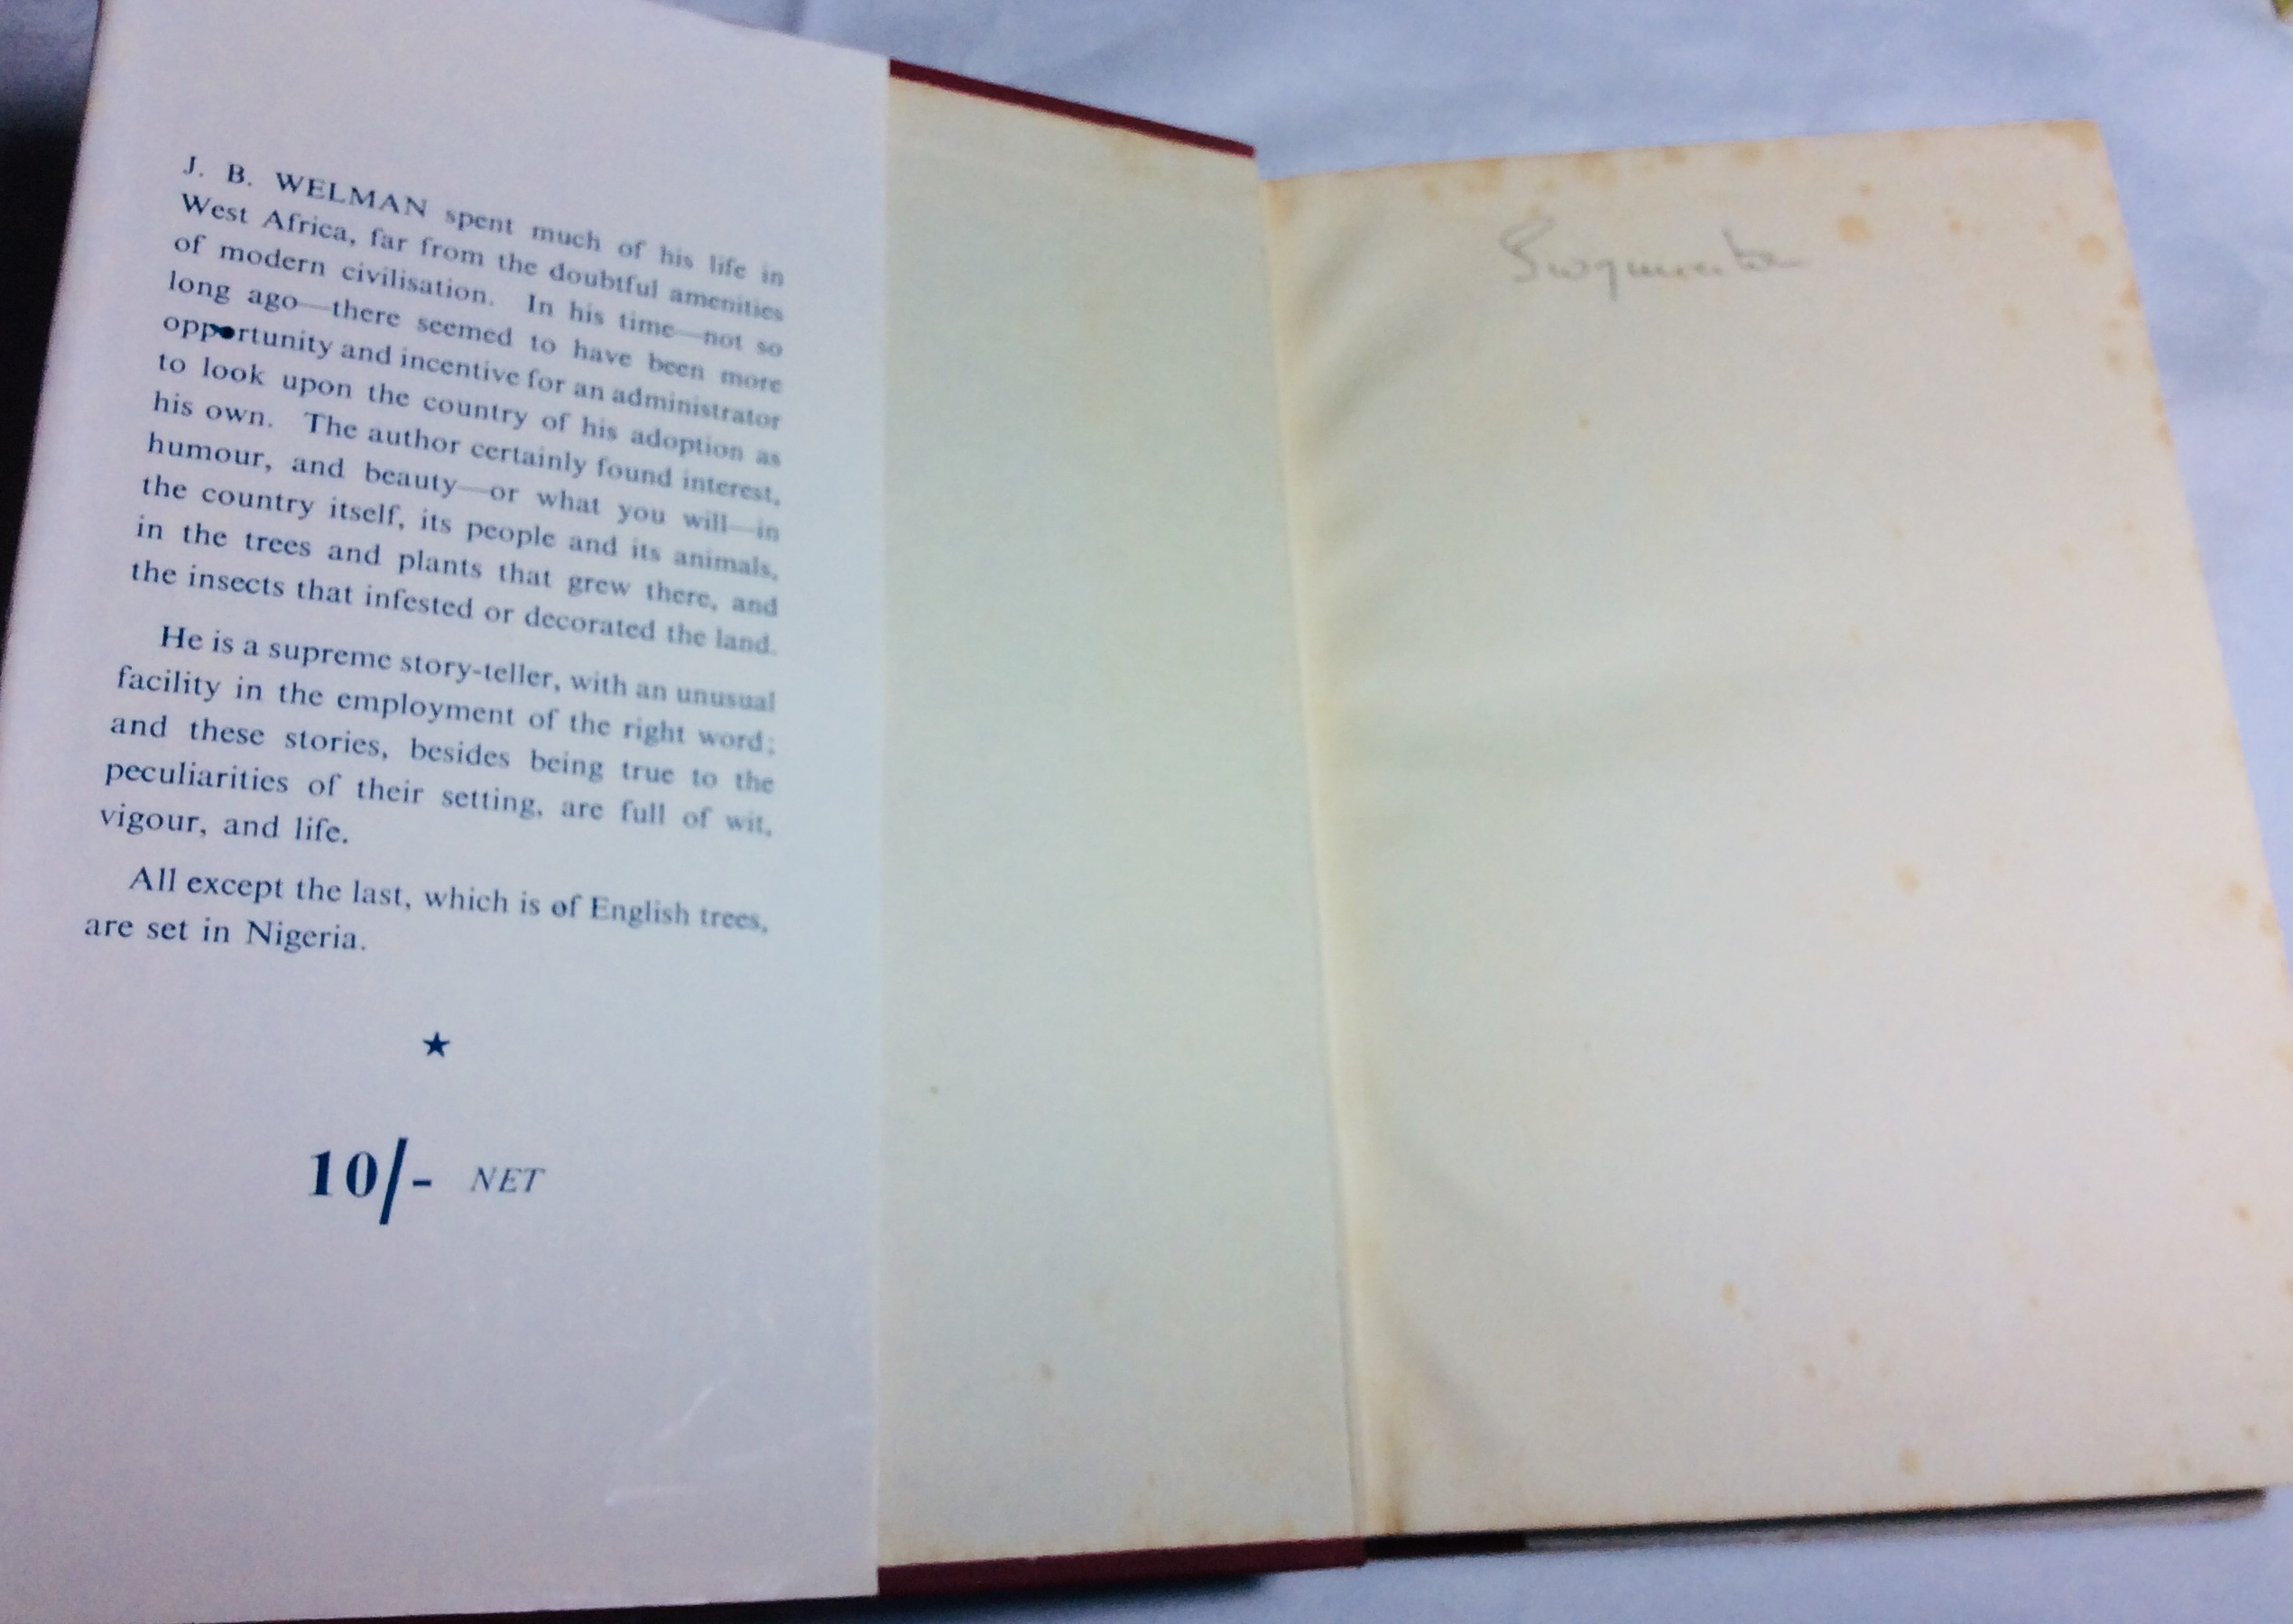 J. B. WELMAN spent much of his life in
West Africa, far from the doubtful amenities
of modern civilisation. In his time—not so
long ago—there seemed to have been more
opportunity and incentive for an administrator
to look upon the country of his adoption as
his own. The author certainly found interest,
humour, and beauty—or what you will—in
the country itself, its people and its animals,
in the trees and plants that grew there, and
the insects that infested or decorated the land.
He is a supreme story-teller, with an unusual
facility in the employment of the right word;
and these stories, besides being true to the
peculiarities of their setting, are full of wit,
vigour, and life.
All except the last, which is of English trees,
are set in Nigeria.
★
10/- NET